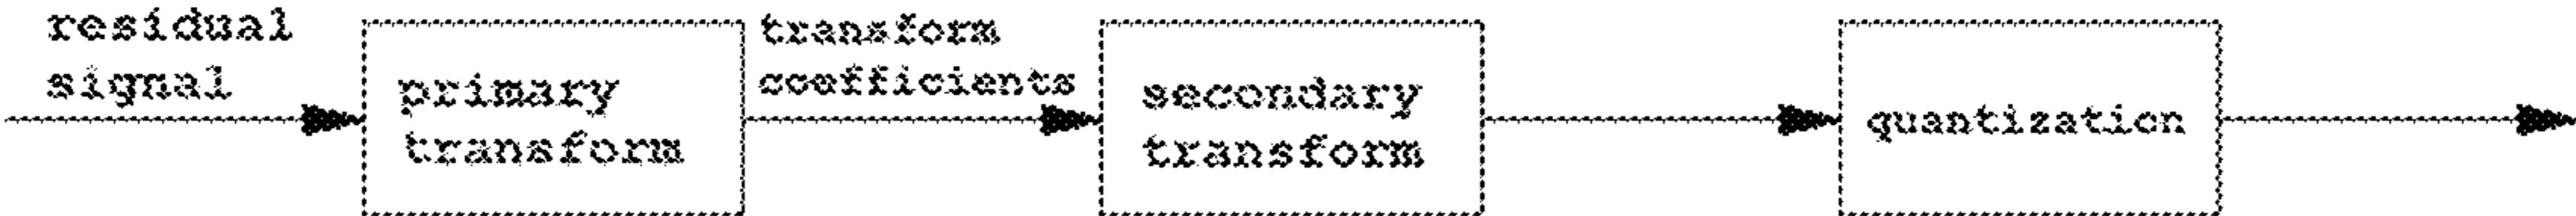 residual
signal
primary
transform
transform
coefficients
secondary
transform
quantization